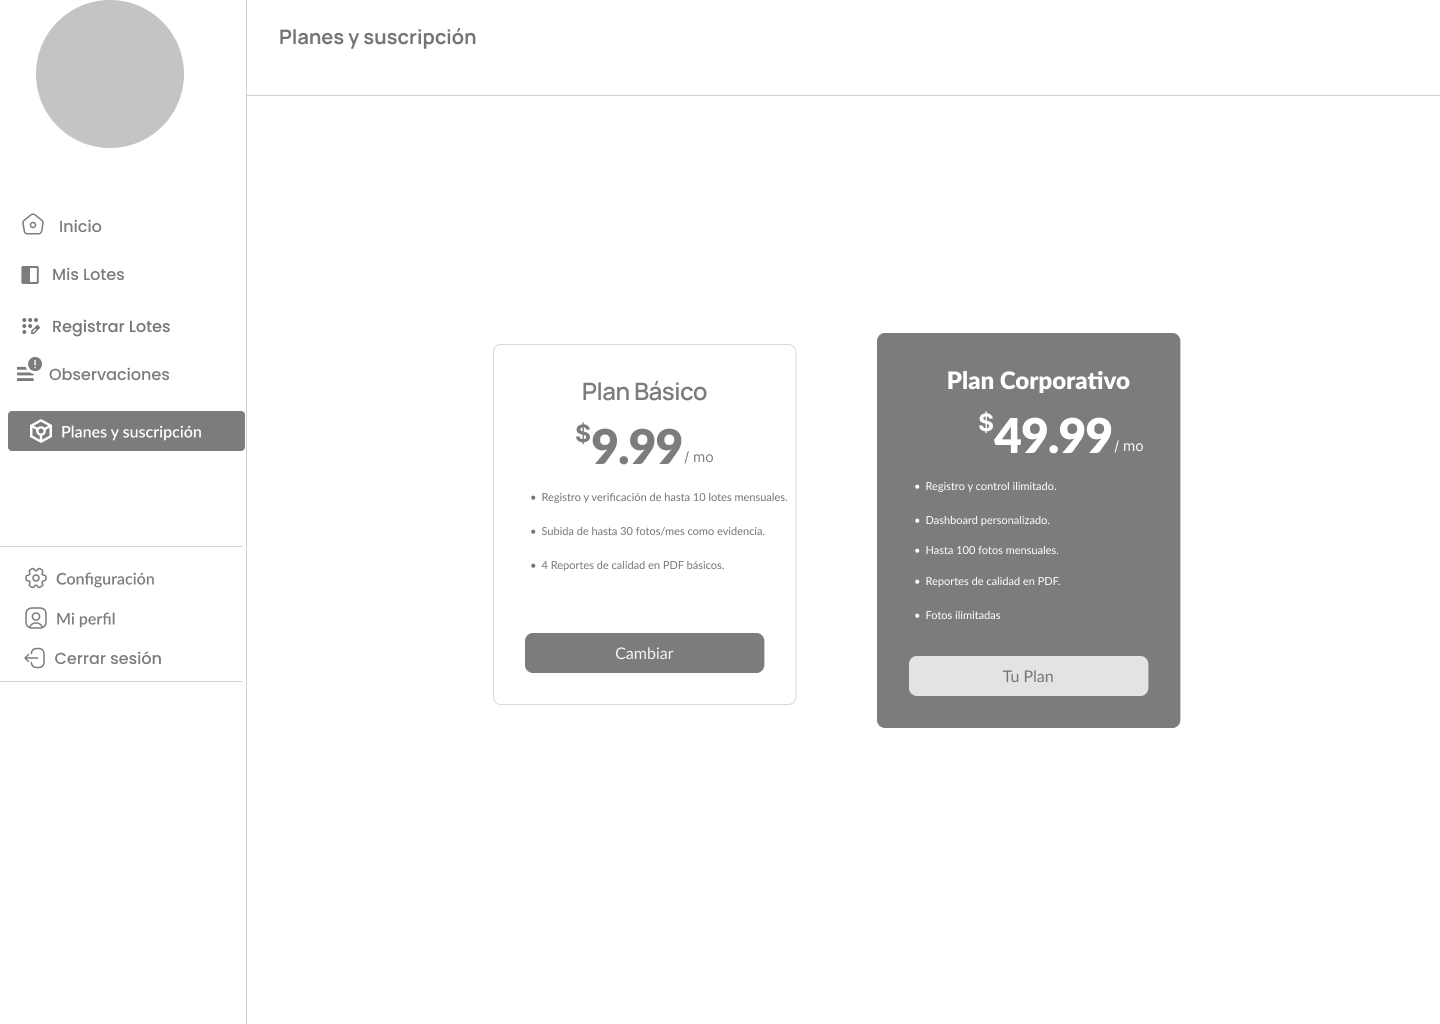 Planes y suscripción
Inicio
Mis Lotes
Registrar Lotes
!
Observaciones
Planes y suscripción
Configuración
Mi perfil
Cerrar sesión
Plan Básico
$9.99 / mo
• Registro y verificación de hasta 10 lotes mensuales.
• Subida de hasta 30 fotos/mes como evidencia.
• 4 Reportes de calidad en PDF básicos.
Cambiar
Plan Corporativo
$49.99 / mo
• Registro y control ilimitado.
• Dashboard personalizado.
• Hasta 100 fotos mensuales.
• Reportes de calidad en PDF.
• Fotos ilimitadas
Tu Plan